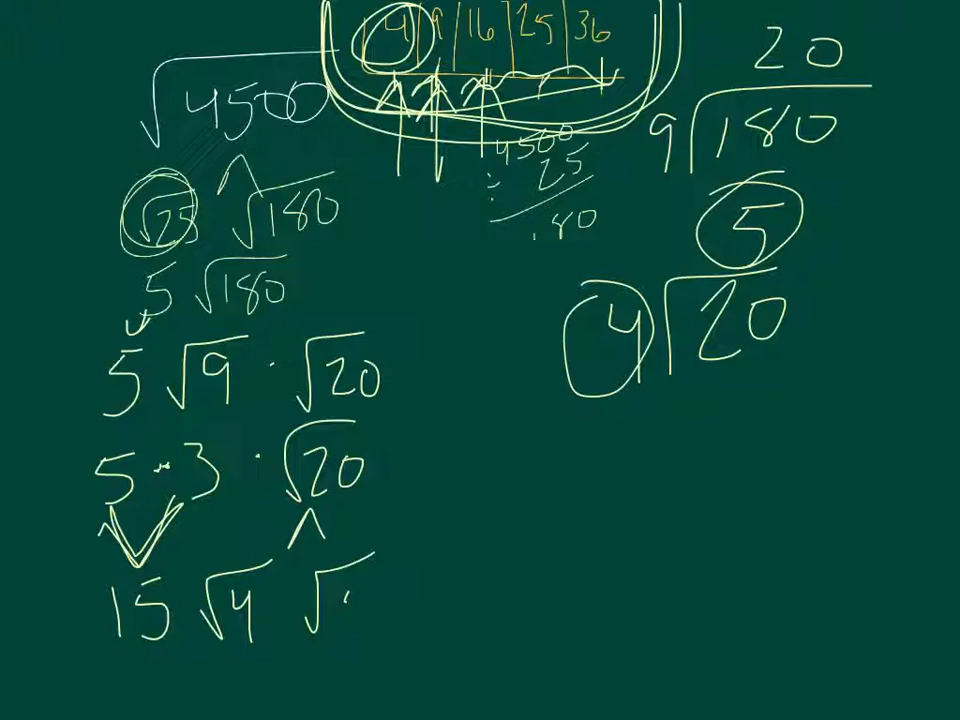 4 | 9 | 16 | 25 | 36
√4500
4500
÷ 25
180
√25 √180
5 √180
5 √9 · √20
5 · 3 · √20
15 √4 √
20
9√180
5
4√20